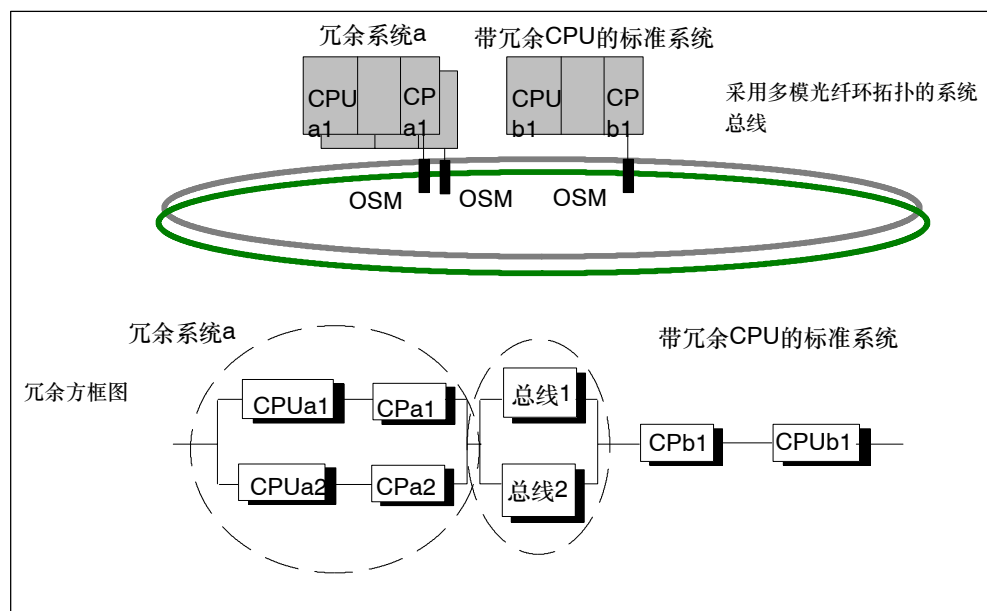 冗余系统a
带冗余CPU的标准系统
CPU
a1
CP
a1
CPU
b1
CP
b1
采用多模光纤环拓扑的系统
总线
OSM
OSM
OSM
冗余系统a
带冗余CPU的标准系统
冗余方框图
CPUa1
CPa1
总线1
CPb1
CPUb1
CPUa2
CPa2
总线2